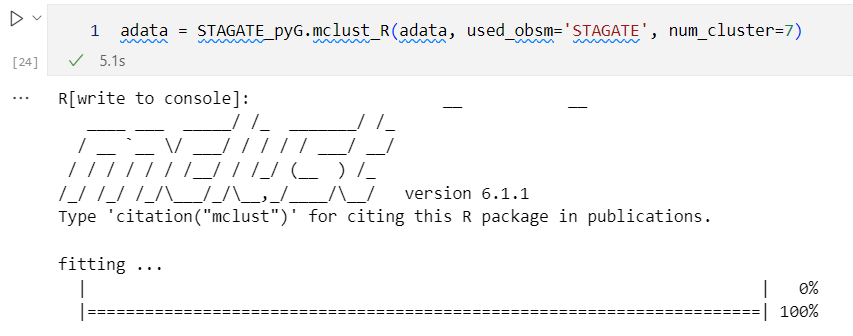 1 adata = STAGATE_pyG.mclust_R(adata, used_obsm='STAGATE', num_cluster=7)
[24] ✓ 5.1s
... R[write to console]:                    __           __
   ____ ___  _____/ /_  _______/ /_
  / __ `__ \/ ___/ / / / / ___/ __/
 / / / / / / /__/ / /_/ (__  ) /_
/_/ /_/ /_/\___/_/\__,_/____/\__/   version 6.1.1
Type 'citation("mclust")' for citing this R package in publications.
fitting ...
|                                                                      |   0%
|======================================================================| 100%